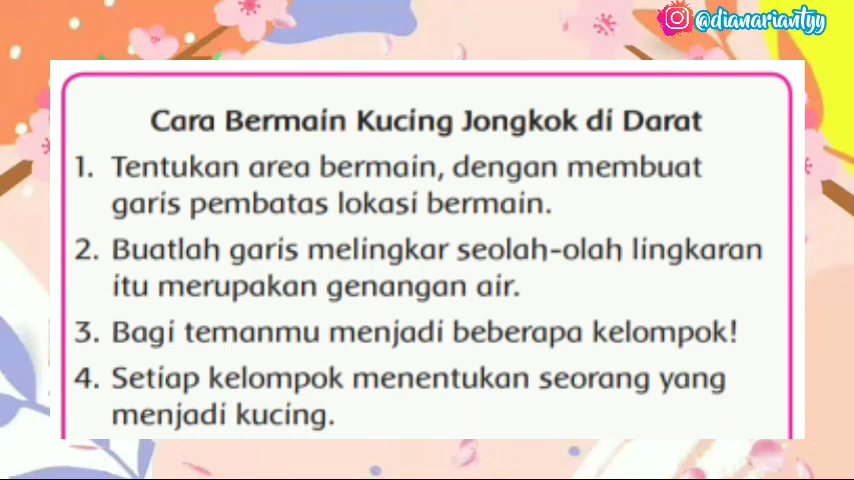 @dianariantyy
Cara Bermain Kucing Jongkok di Darat
1. Tentukan area bermain, dengan membuat
garis pembatas lokasi bermain.
2. Buatlah garis melingkar seolah-olah lingkaran
itu merupakan genangan air.
3. Bagi temanmu menjadi beberapa kelompok!
4. Setiap kelompok menentukan seorang yang
menjadi kucing.